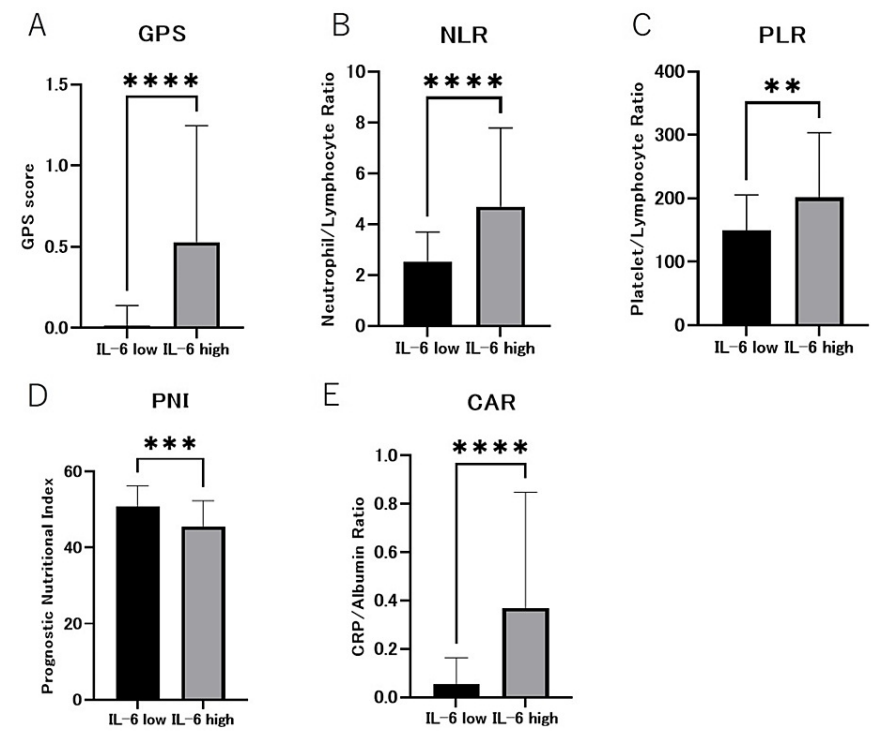 A
GPS
****
GPS score
1.5
1.0
0.5
0.0
IL-6 low IL-6 high
B
NLR
****
Neutrophil/Lymphocyte Ratio
10
8
6
4
2
0
IL-6 low IL-6 high
C
PLR
**
Platelet/Lymphocyte Ratio
400
300
200
100
0
IL-6 low IL-6 high
D
PNI
***
Prognostic Nutritional Index
60
40
20
0
IL-6 low IL-6 high
E
CAR
****
CRP/Albumin Ratio
1.0
0.8
0.6
0.4
0.2
0.0
IL-6 low IL-6 high